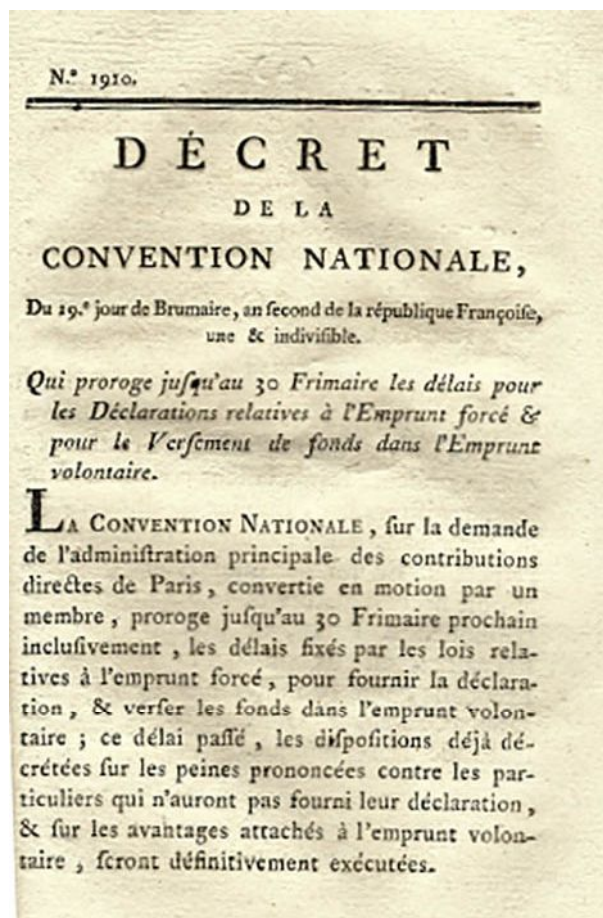 N.º 1910.
DÉCRET
DE LA
CONVENTION NATIONALE,
Du 19.e jour de Brumaire, an ſecond de la république Françoiſe,
une & indiviſible.
Qui proroge juſqu'au 30 Frimaire les délais pour
les Déclarations relatives à l'Emprunt forcé &
pour le Verſement de fonds dans l'Emprunt
volontaire.
LA CONVENTION NATIONALE, ſur la demande
de l'adminiſtration principale des contributions
directes de Paris, convertie en motion par un
membre, proroge juſqu'au 30 Frimaire prochain
incluſivement, les délais fixés par les lois rela-
tives à l'emprunt forcé, pour fournir la déclara-
tion, & verſer les fonds dans l'emprunt volon-
taire; ce délai paſſé, les diſpoſitions déjà dé-
crétées ſur les peines prononcées contre les par-
ticuliers qui n'auront pas fourni leur déclaration,
& ſur les avantages attachés à l'emprunt volon-
taire, ſeront définitivement exécutées.